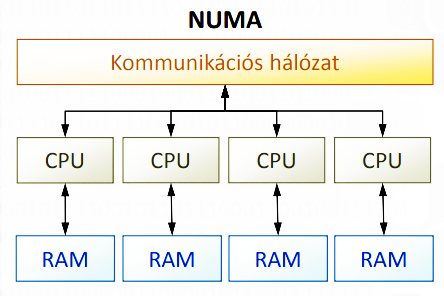 NUMA
Kommunikációs hálózat
CPU CPU CPU CPU
RAM RAM RAM RAM